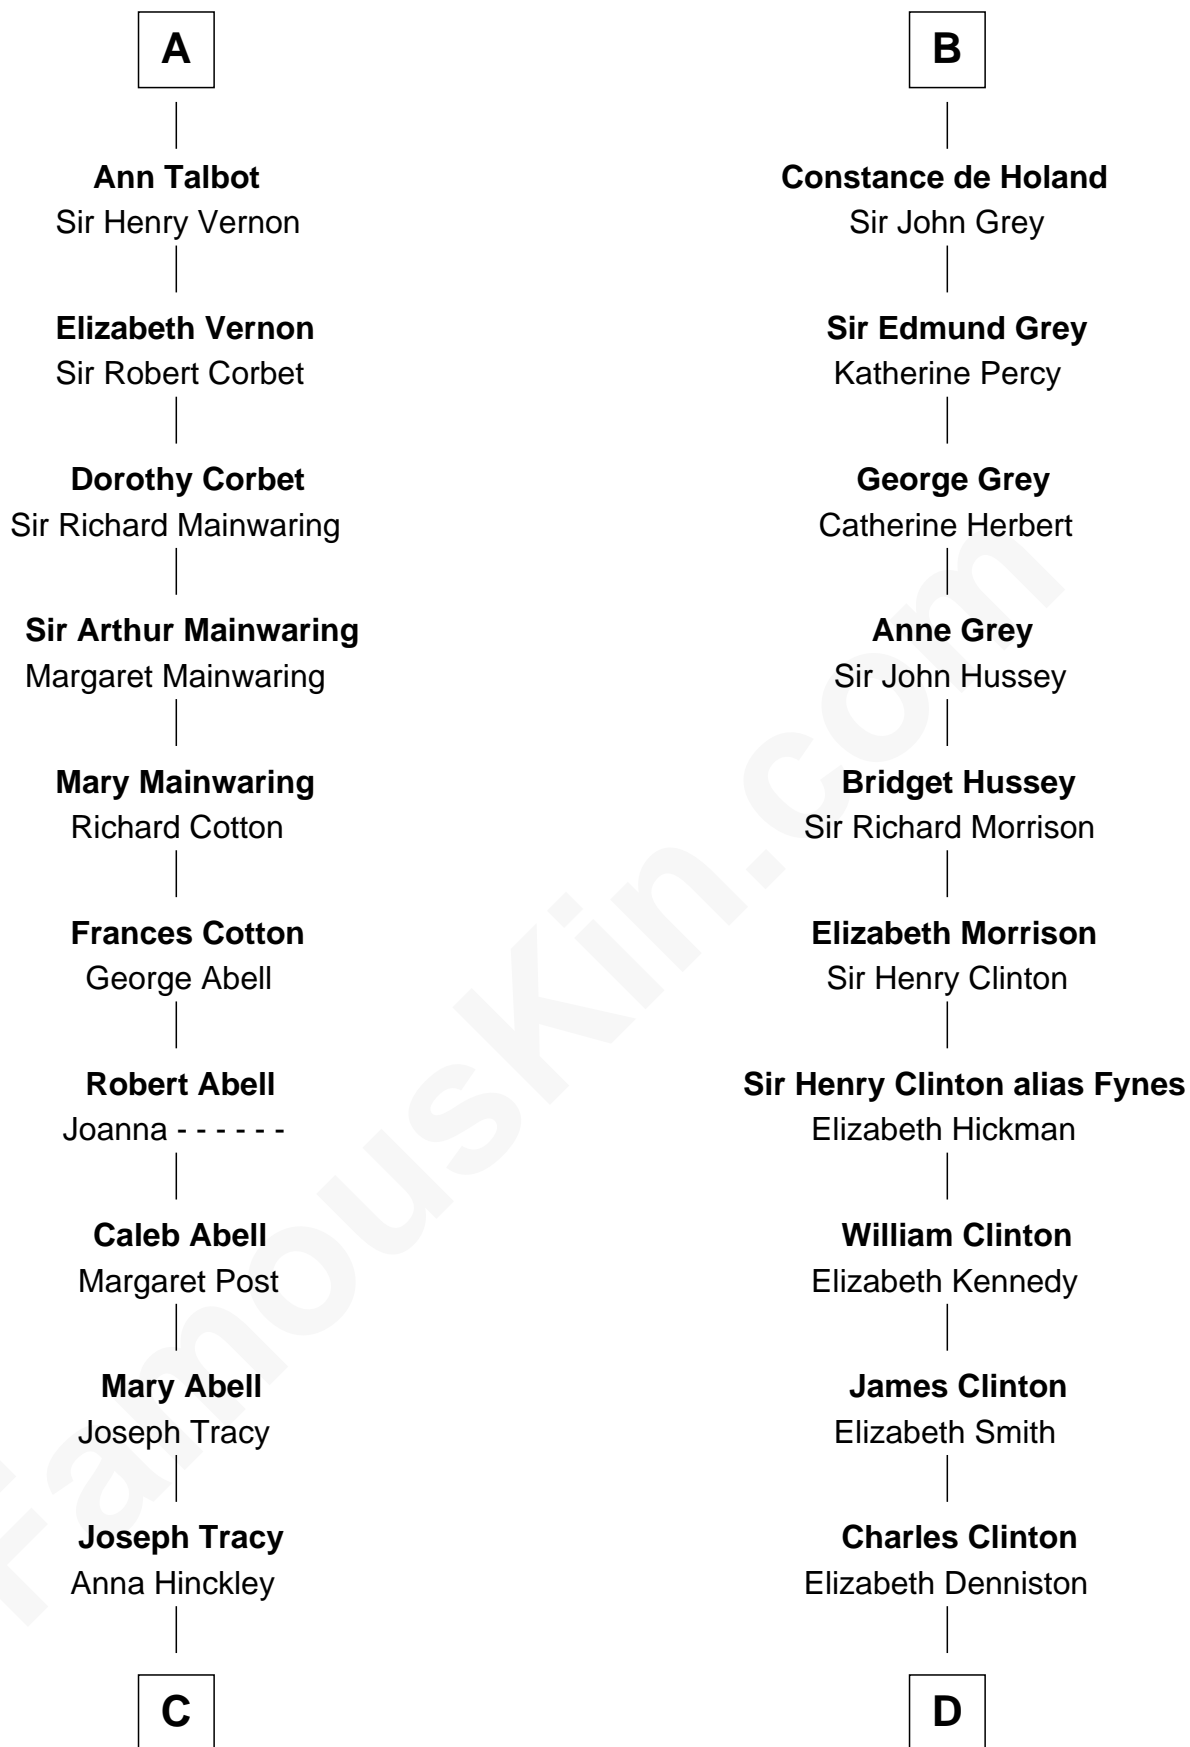 A
Ann Talbot
Sir Henry Vernon
Elizabeth Vernon
Sir Robert Corbet
Dorothy Corbet
Sir Richard Mainwaring
Sir Arthur Mainwaring
Margaret Mainwaring
Mary Mainwaring
Richard Cotton
Frances Cotton
George Abell
Robert Abell
Joanna - - - - - -
Caleb Abell
Margaret Post
Mary Abell
Joseph Tracy
Joseph Tracy
Anna Hinckley
C
B
Constance de Holand
Sir John Grey
Sir Edmund Grey
Katherine Percy
George Grey
Catherine Herbert
Anne Grey
Sir John Hussey
Bridget Hussey
Sir Richard Morrison
Elizabeth Morrison
Sir Henry Clinton
Sir Henry Clinton alias Fynes
Elizabeth Hickman
William Clinton
Elizabeth Kennedy
James Clinton
Elizabeth Smith
Charles Clinton
Elizabeth Denniston
D
FamousKin.com